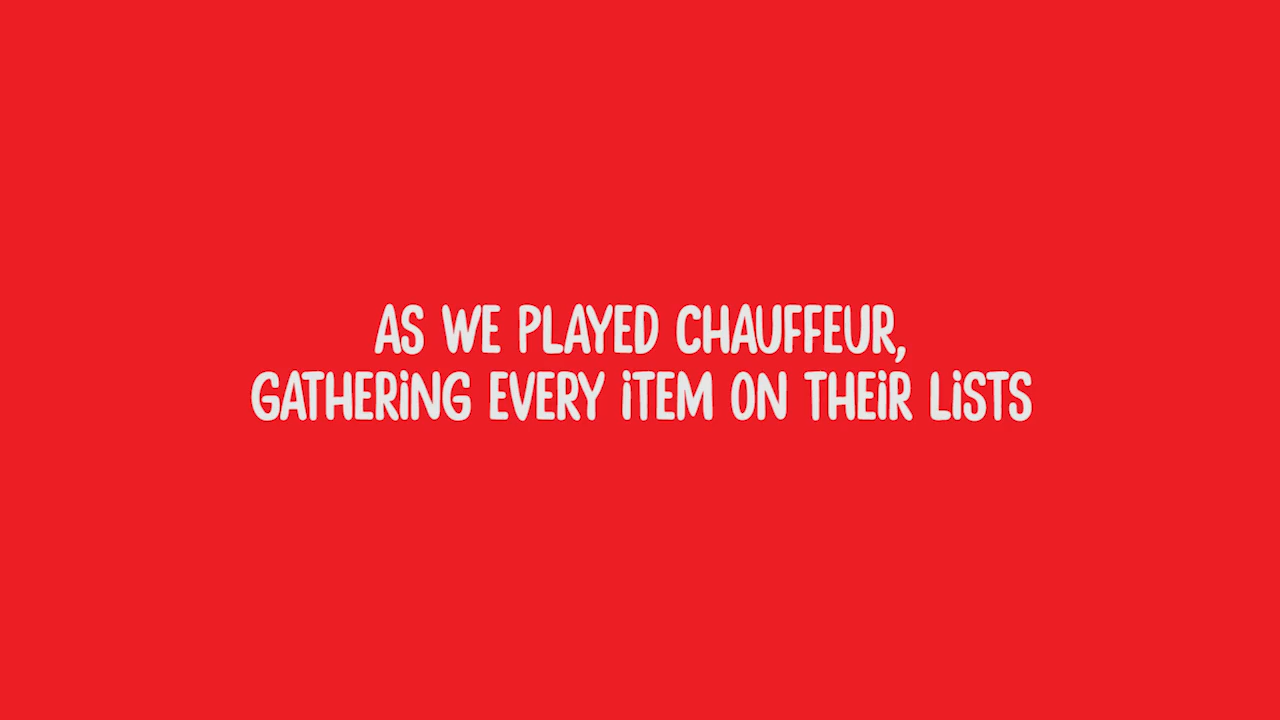 AS WE PLAYED CHAUFFEUR,
GATHERiNG EVERY iTEM ON THEiR LiSTS